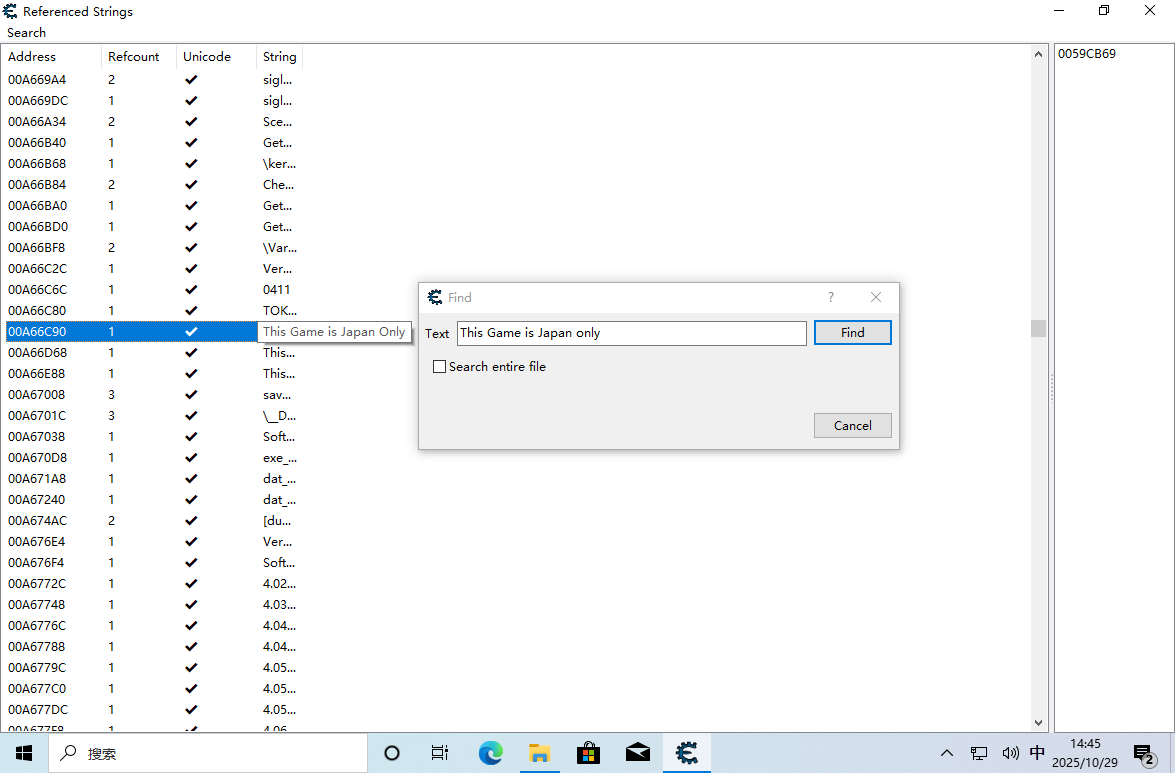 Referenced Strings
Search
Address Refcount Unicode String
00A669A4 2 sigl...
00A669DC 1 sigl...
00A66A34 2 Sce...
00A66B40 1 Get...
00A66B68 1 \ker...
00A66B84 2 Che...
00A66BA0 1 Get...
00A66BD0 1 Get...
00A66BF8 2 \Var...
00A66C2C 1 Ver...
00A66C6C 1 0411
00A66C80 1 TOK...
00A66C90 1 This Game is Japan Only
00A66D68 1 This...
00A66E88 1 This...
00A67008 3 sav...
00A6701C 3 \__D...
00A67038 1 Soft...
00A670D8 1 exe_...
00A671A8 1 dat_...
00A67240 1 dat_...
00A674AC 2 [du...
00A676E4 1 Ver...
00A676F4 1 Soft...
00A6772C 1 4.02...
00A67748 1 4.03...
00A6776C 1 4.04...
00A67788 1 4.04...
00A6779C 1 4.05...
00A677C0 1 4.05...
00A677DC 1 4.05...
00A677F8 1 4.06...
0059CB69
Find
?
Text This Game is Japan only Find
Search entire file
Cancel
搜索
中
14:45
2025/10/29
2